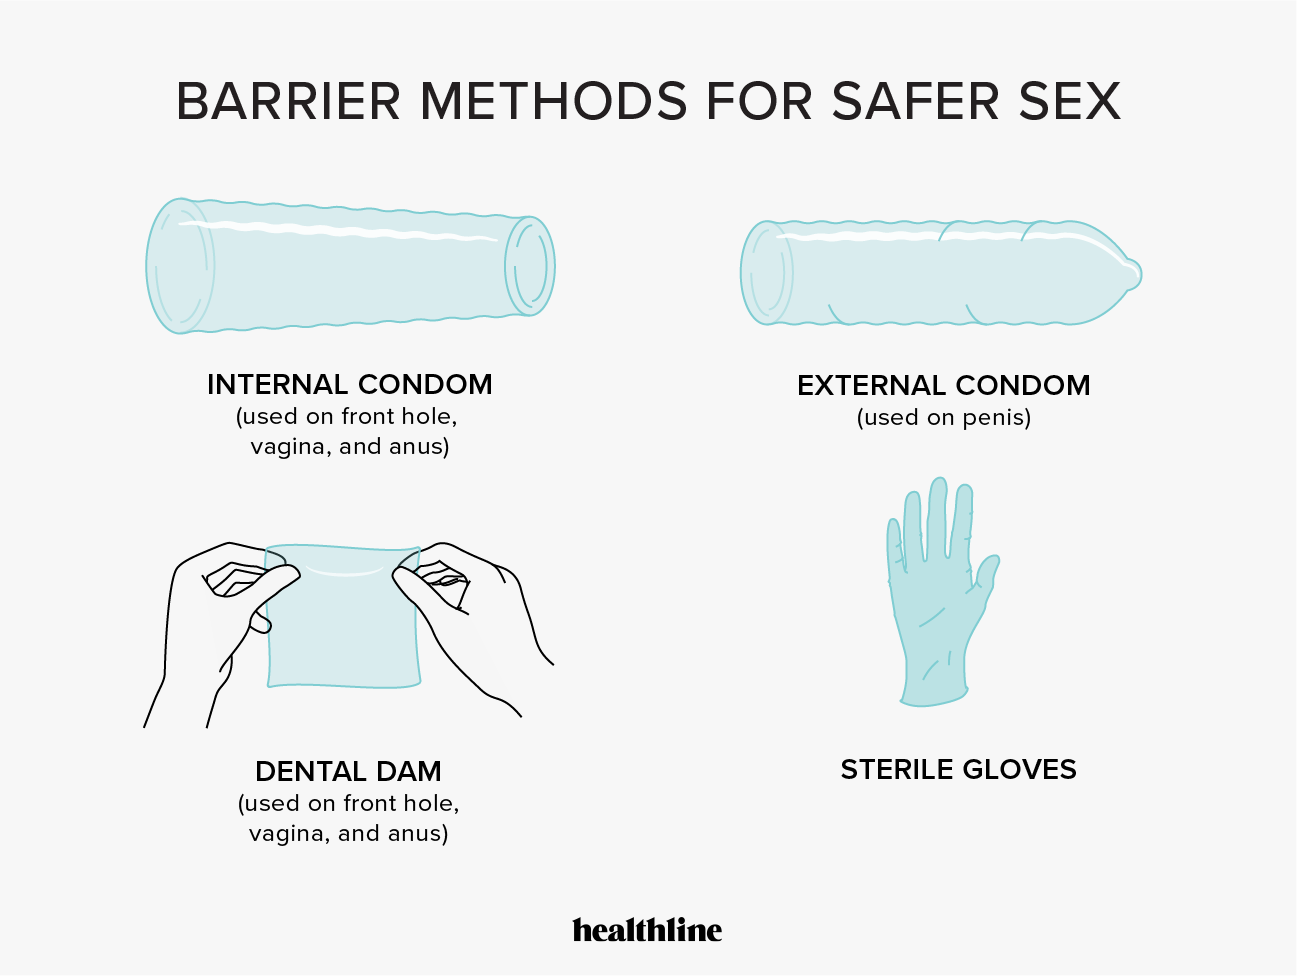 BARRIER METHODS FOR SAFER SEX
INTERNAL CONDOM
(used on front hole,
vagina, and anus)
EXTERNAL CONDOM
(used on penis)
DENTAL DAM
(used on front hole,
vagina, and anus)
STERILE GLOVES
healthline